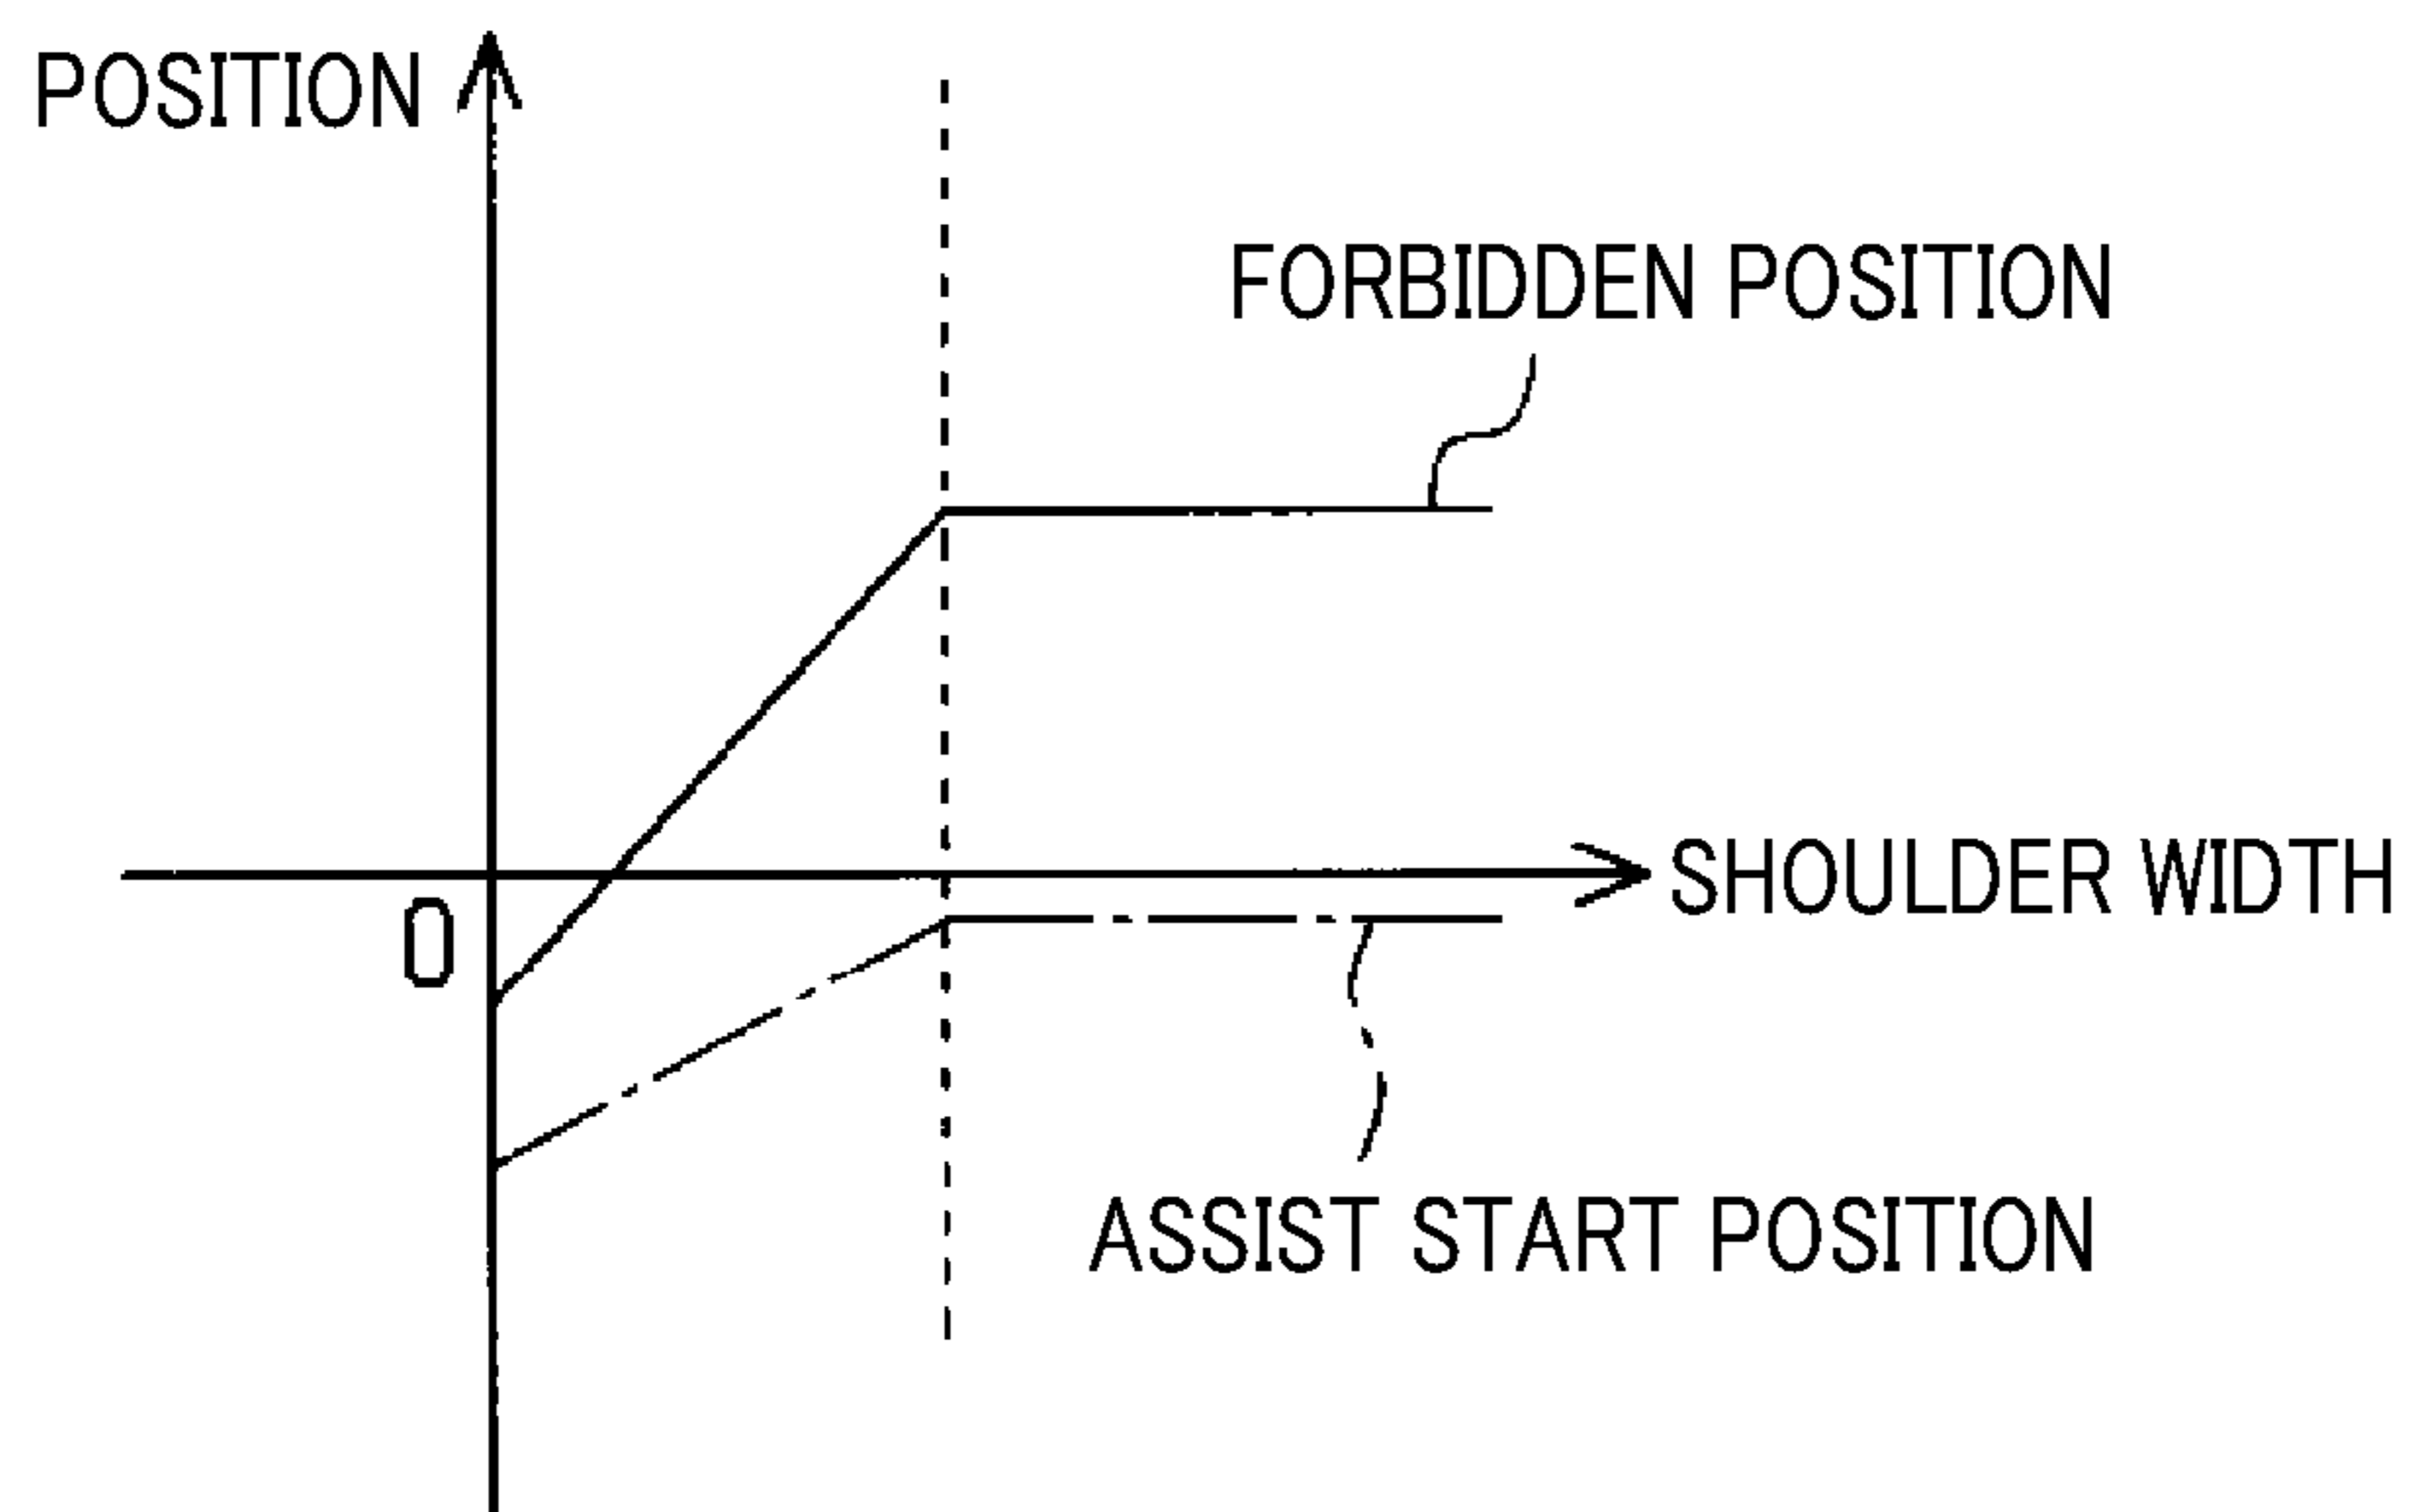 POSITION
FORBIDDEN POSITION
SHOULDER WIDTH
0
ASSIST START POSITION